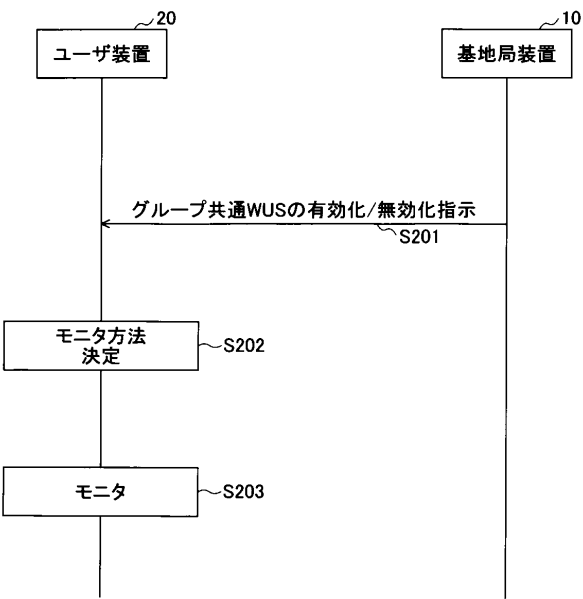 20
10
ユーザ装置
基地局装置
グループ共通WUSの有効化/無効化指示
S201
モニタ方法
決定
S202
モニタ
S203